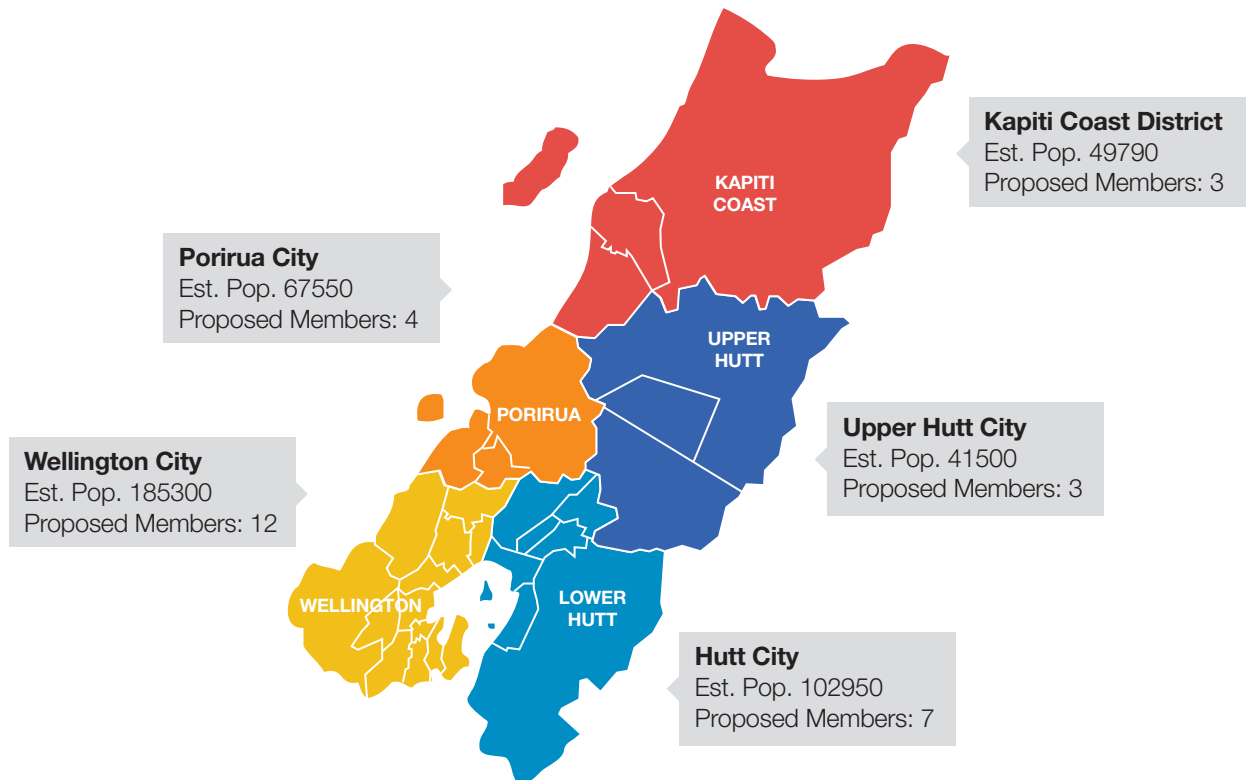 Kapiti Coast District
Est. Pop. 49790
Proposed Members: 3
KAPITI
COAST
Porirua City
Est. Pop. 67550
Proposed Members: 4
UPPER
HUTT
PORIRUA
Upper Hutt City
Est. Pop. 41500
Proposed Members: 3
Wellington City
Est. Pop. 185300
Proposed Members: 12
WELLINGTON
LOWER
HUTT
Hutt City
Est. Pop. 102950
Proposed Members: 7